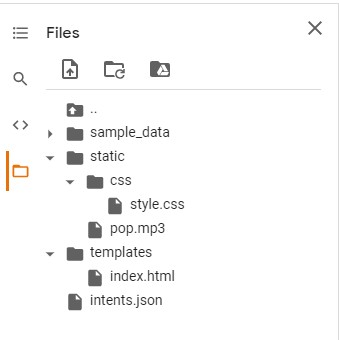 Files
..
sample_data
static
css
style.css
pop.mp3
templates
index.html
intents.json